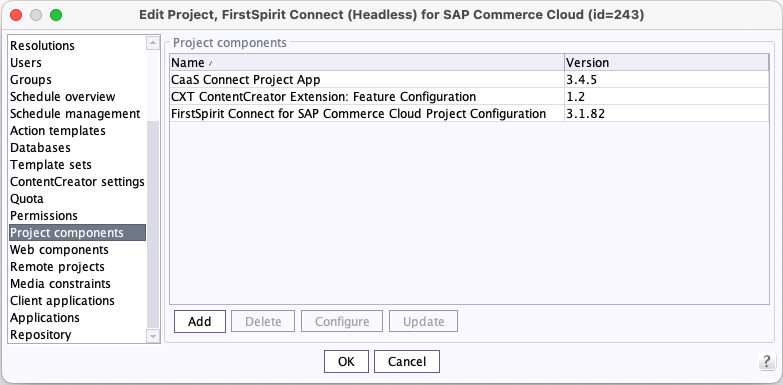 Edit Project, FirstSpirit Connect (Headless) for SAP Commerce Cloud (id=243)
Resolutions
Users
Groups
Schedule overview
Schedule management
Action templates
Databases
Template sets
ContentCreator settings
Quota
Permissions
Project components
Web components
Remote projects
Media constraints
Client applications
Applications
Repository
Project components
Name Version
CaaS Connect Project App 3.4.5
CXT ContentCreator Extension: Feature Configuration 1.2
FirstSpirit Connect for SAP Commerce Cloud Project Configuration 3.1.82
Add Delete Configure Update
OK Cancel ?